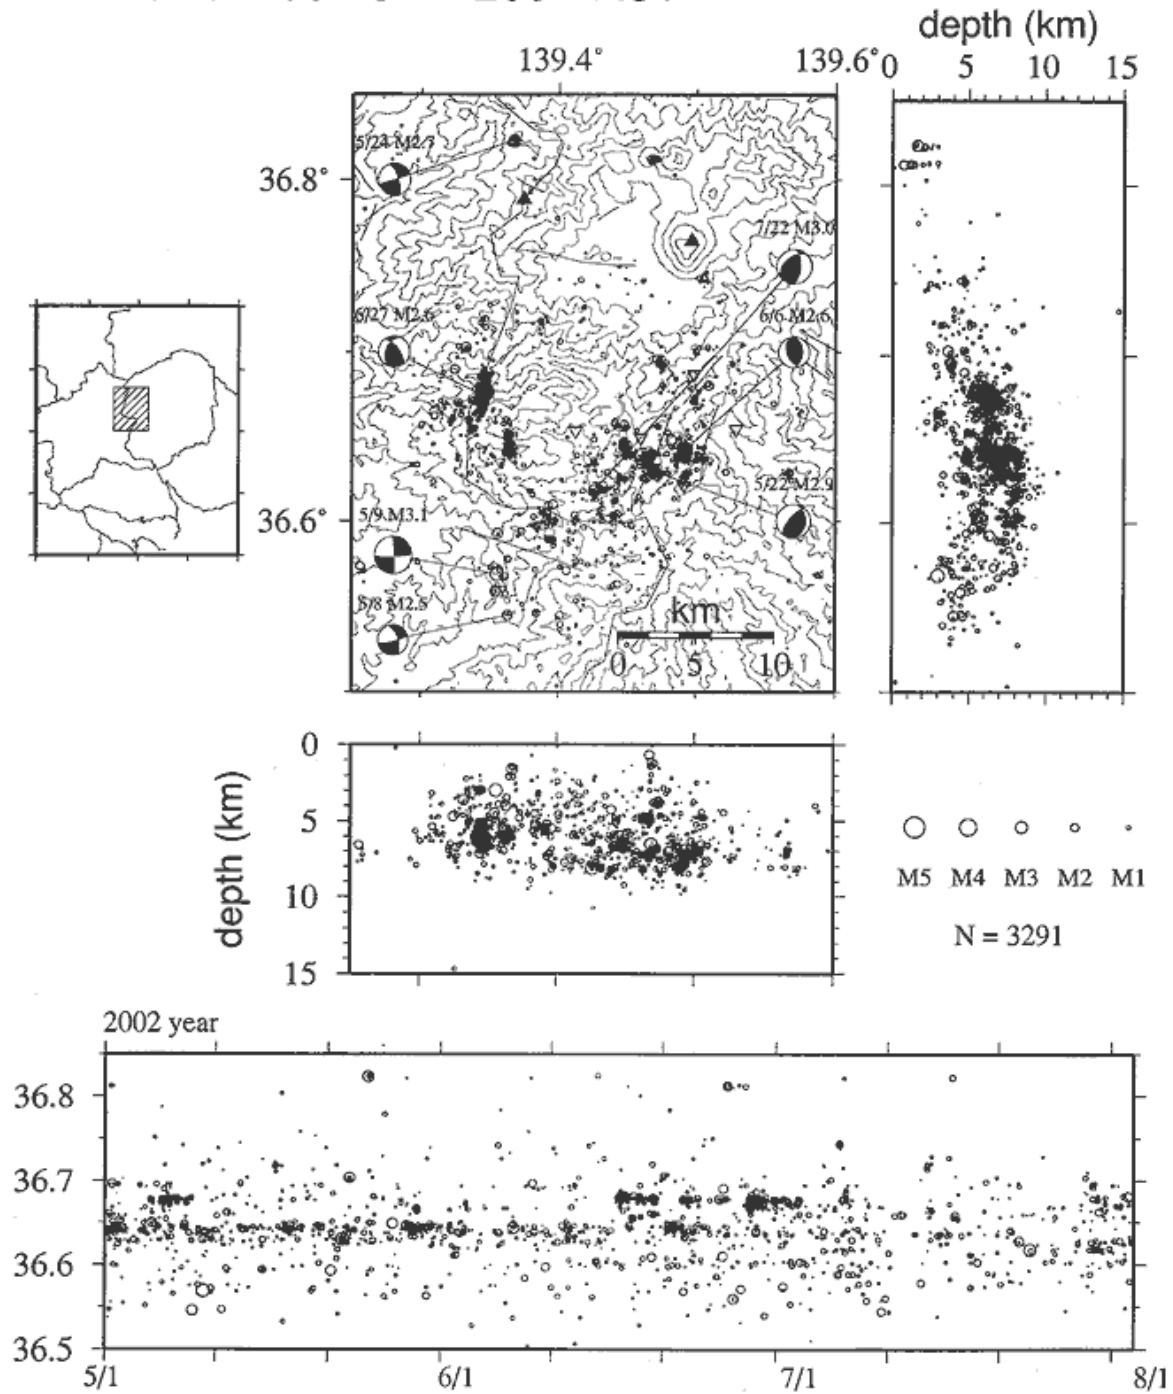 depth (km)
139.4° 139.6° 0 5 10 15
5/24 M2.7
36.8°
7/22 M3.0
6/27 M2.6 6/6 M2.6
5/22 M2.9
36.6° 5/9 M3.1
5/8 M2.5
km
0 5 10
depth (km)
0
5
10
15
M5 M4 M3 M2 M1
N = 3291
2002 year
36.8
36.7
36.6
36.5
5/1 6/1 7/1 8/1